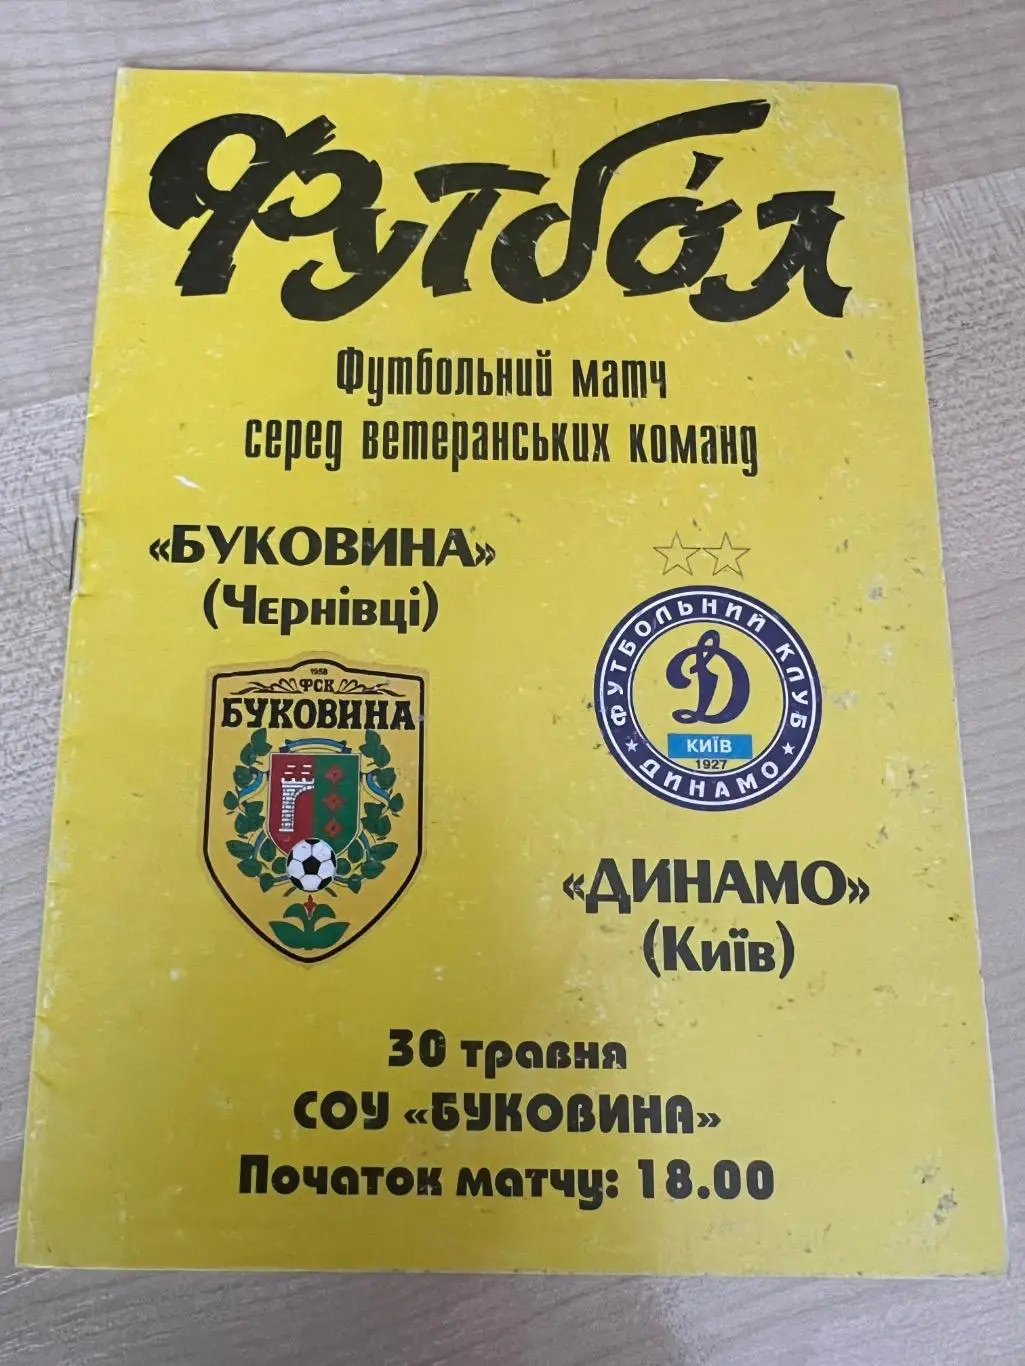 Футбол
Футбольний матч
серед ветеранських команд
«БУКОВИНА»
(Чернівці)
1958
ФСК
БУКОВИНА
ФУТБОЛЬНИЙ КЛУБ
Д
КИЇВ
1927
★ ДИНАМО ★
«ДИНАМО»
(Київ)
30 травня
СОУ «БУКОВИНА»
Початок матчу: 18.00